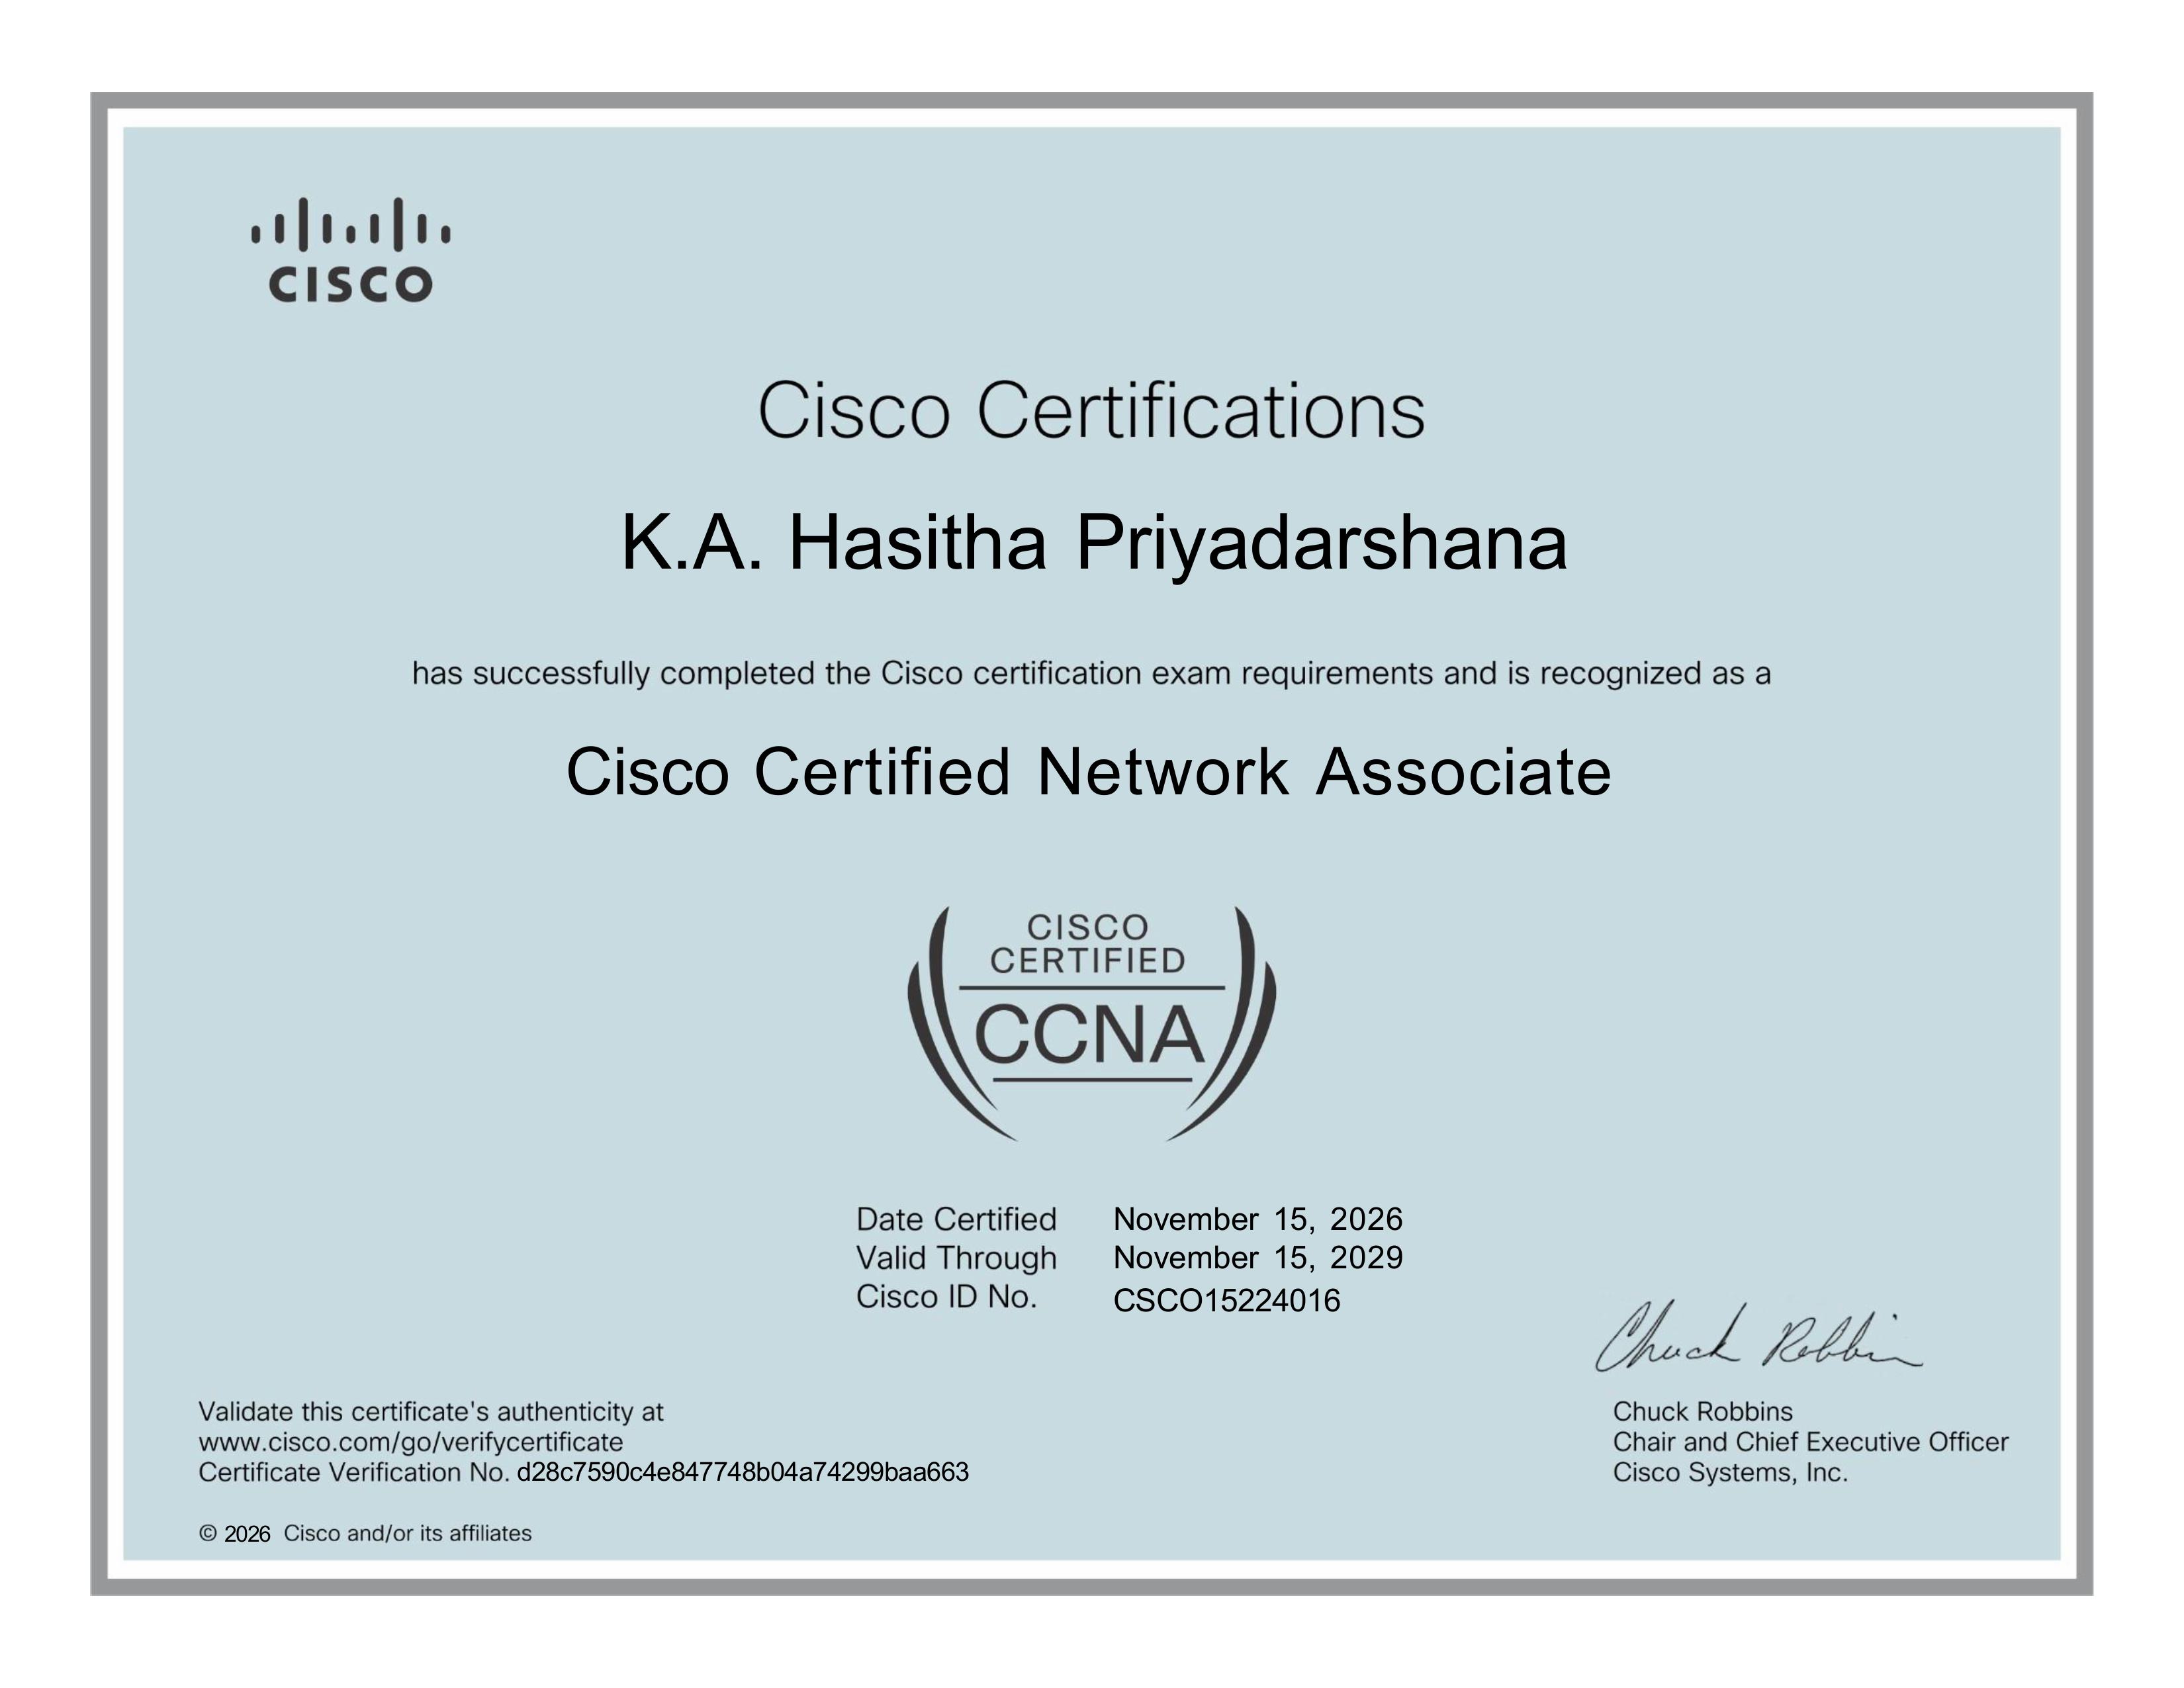 CISCO
Cisco Certifications
K.A. Hasitha Priyadarshana
has successfully completed the Cisco certification exam requirements and is recognized as a
Cisco Certified Network Associate
CISCO
CERTIFIED
CCNA
Date Certified November 15, 2026
Valid Through November 15, 2029
Cisco ID No. CSCO15224016
Chuck Robbins
Validate this certificate's authenticity at
www.cisco.com/go/verifycertificate
Certificate Verification No. d28c7590c4e847748b04a74299baa663
Chuck Robbins
Chair and Chief Executive Officer
Cisco Systems, Inc.
© 2026 Cisco and/or its affiliates